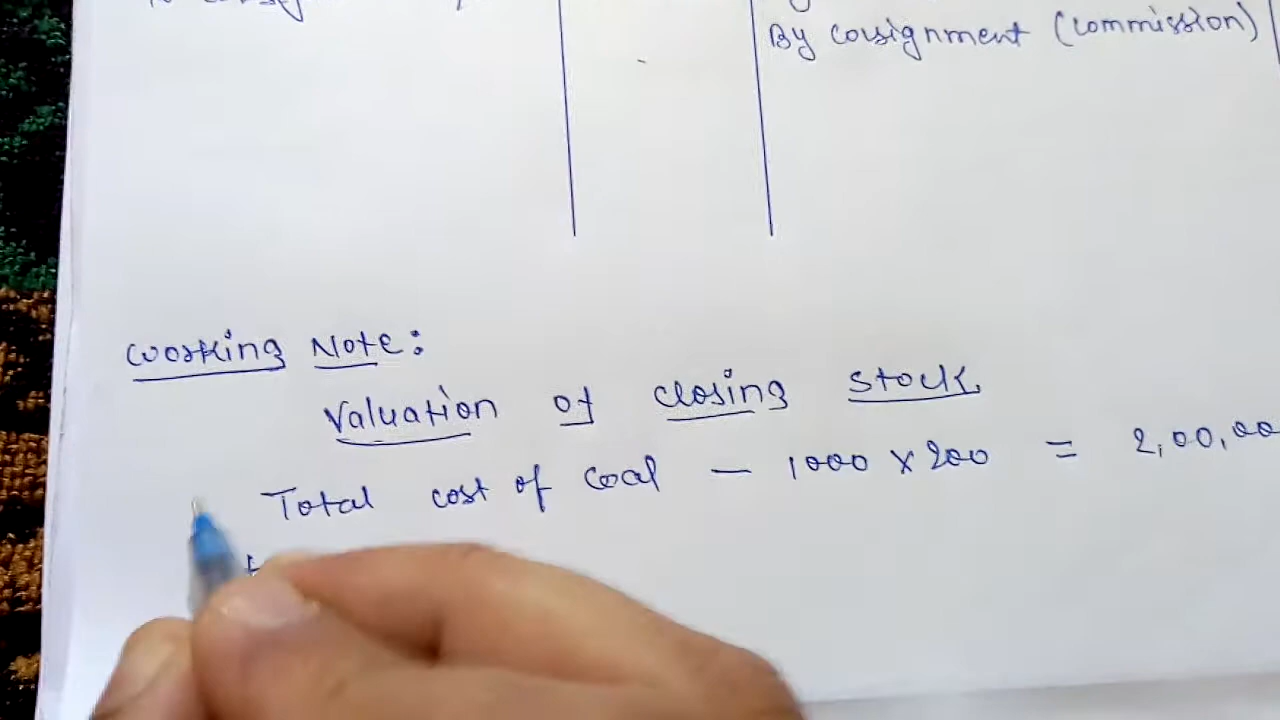 By consignment (commission)
Working Note:
Valuation of closing stock
Total cost of coal — 1000 x 200 = 2,00,00